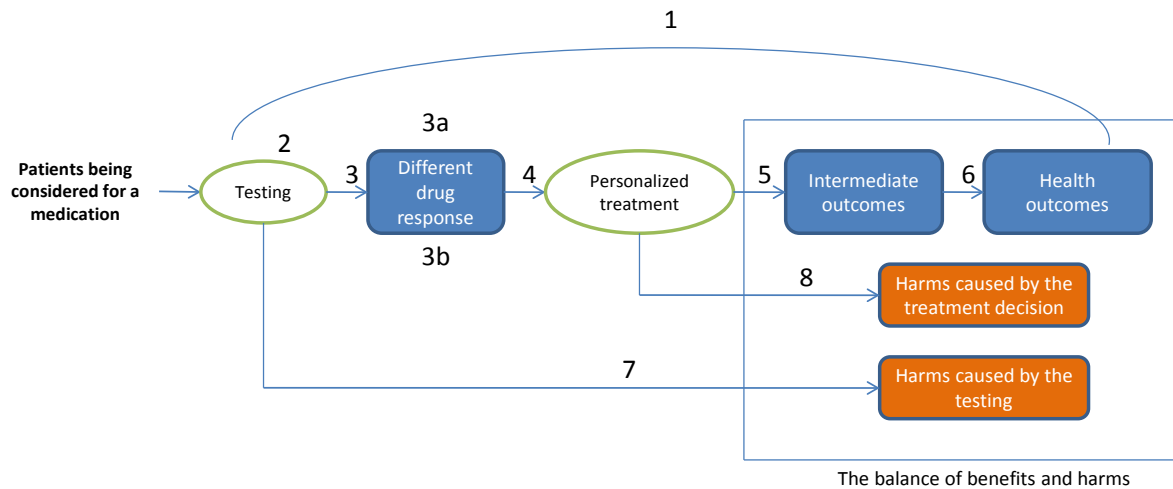 1
3a
2
Patients being
considered for a
medication
Testing
3
Different
drug
response
4
Personalized
treatment
5
Intermediate
outcomes
6
Health
outcomes
3b
8
Harms caused by the
treatment decision
7
Harms caused by the
testing
The balance of benefits and harms